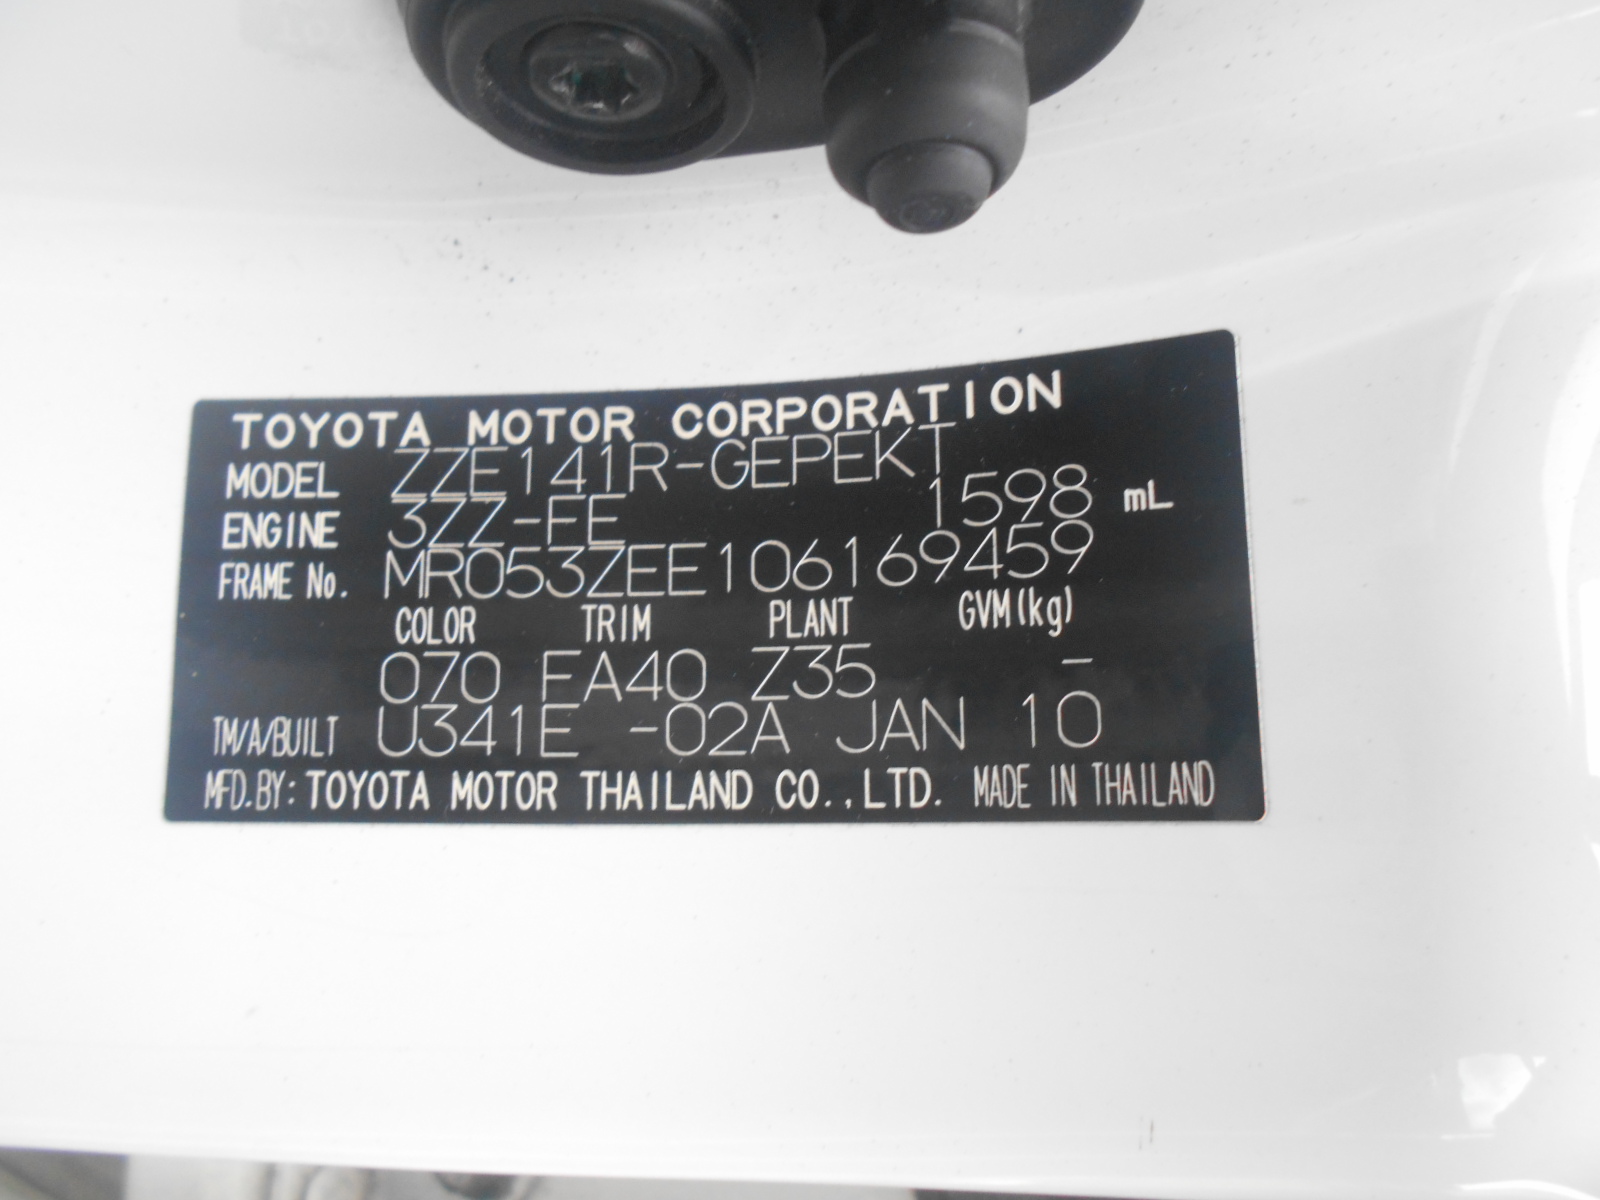 TOYOTA MOTOR CORPORATION
MODEL ZZE141R-GEPEKT
ENGINE 3ZZ-FE 1598 mL
FRAME No. MR053ZEE106169459
COLOR TRIM PLANT GVM(kg)
070 FA40 Z35 -
TM/A/BUILT U341E -02A JAN 10
MFD.BY: TOYOTA MOTOR THAILAND CO.,LTD. MADE IN THAILAND